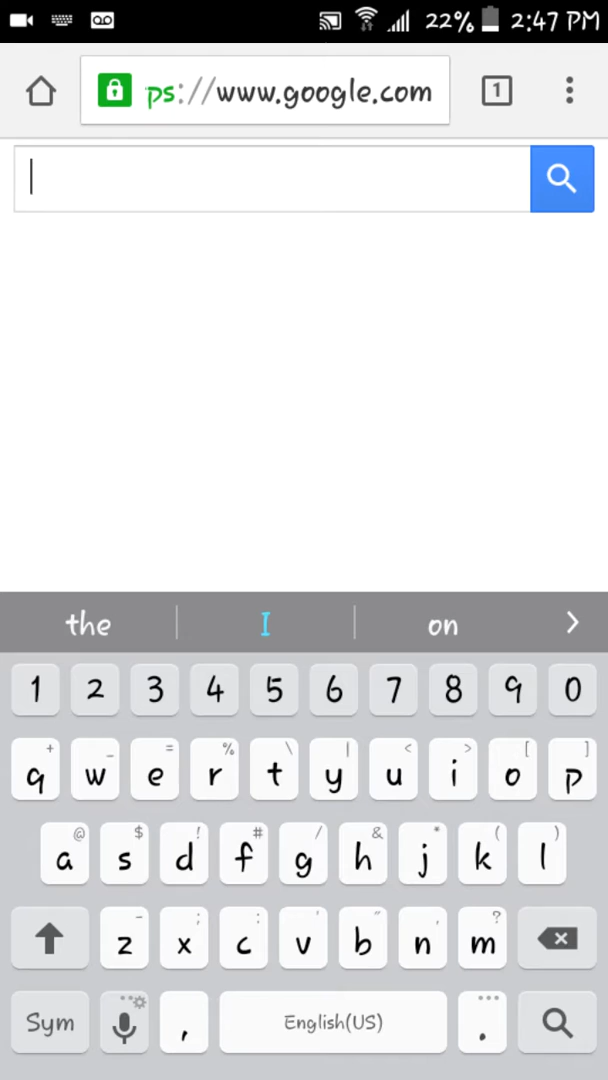 22% 2:47 PM
ps://www.google.com 1
the I on
1 2 3 4 5 6 7 8 9 0
+ _ = % \ | < > [ ]
q w e r t y u i o p
@ $ ! # / & * ( )
a s d f g h j k l
- ; : ' " , ?
z x c v b n m
Sym , English(US) .